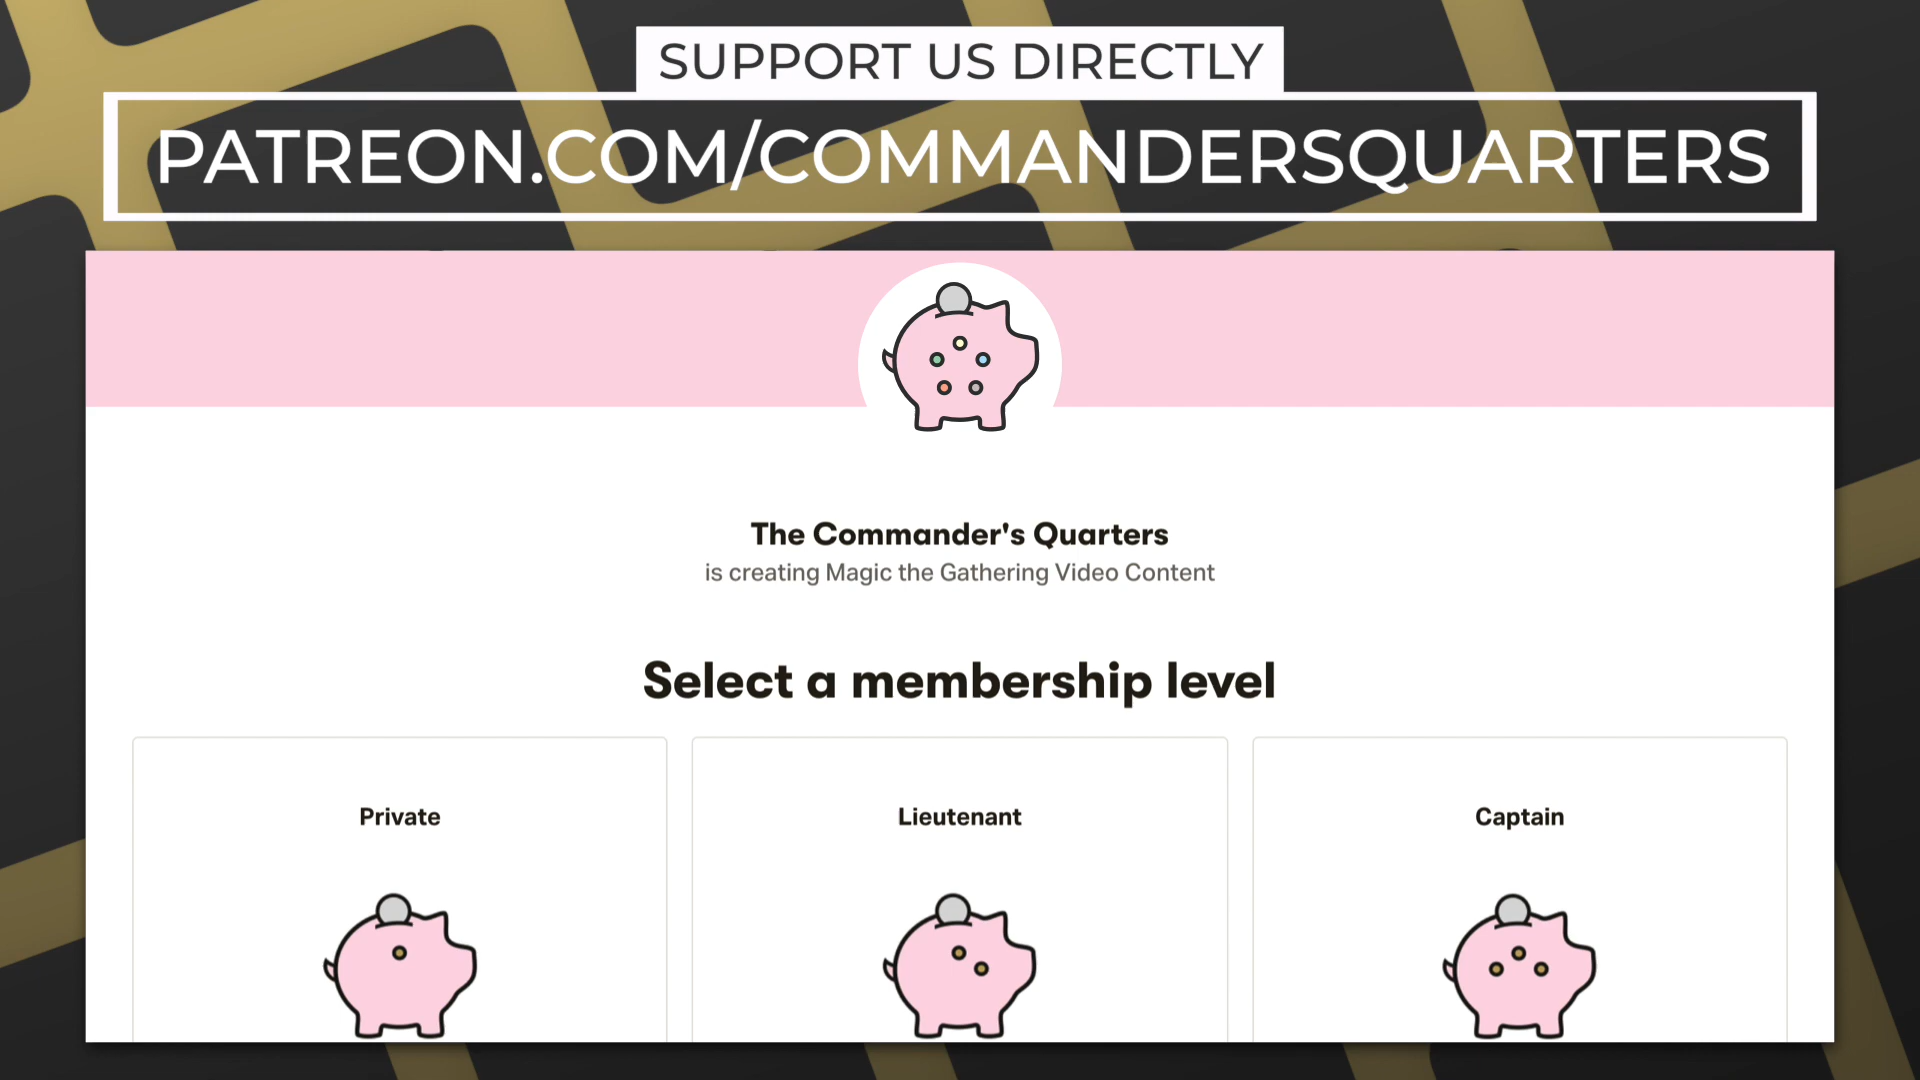 SUPPORT US DIRECTLY
PATREON.COM/COMMANDERSQUARTERS
The Commander's Quarters
is creating Magic the Gathering Video Content
Select a membership level
Private
Lieutenant
Captain